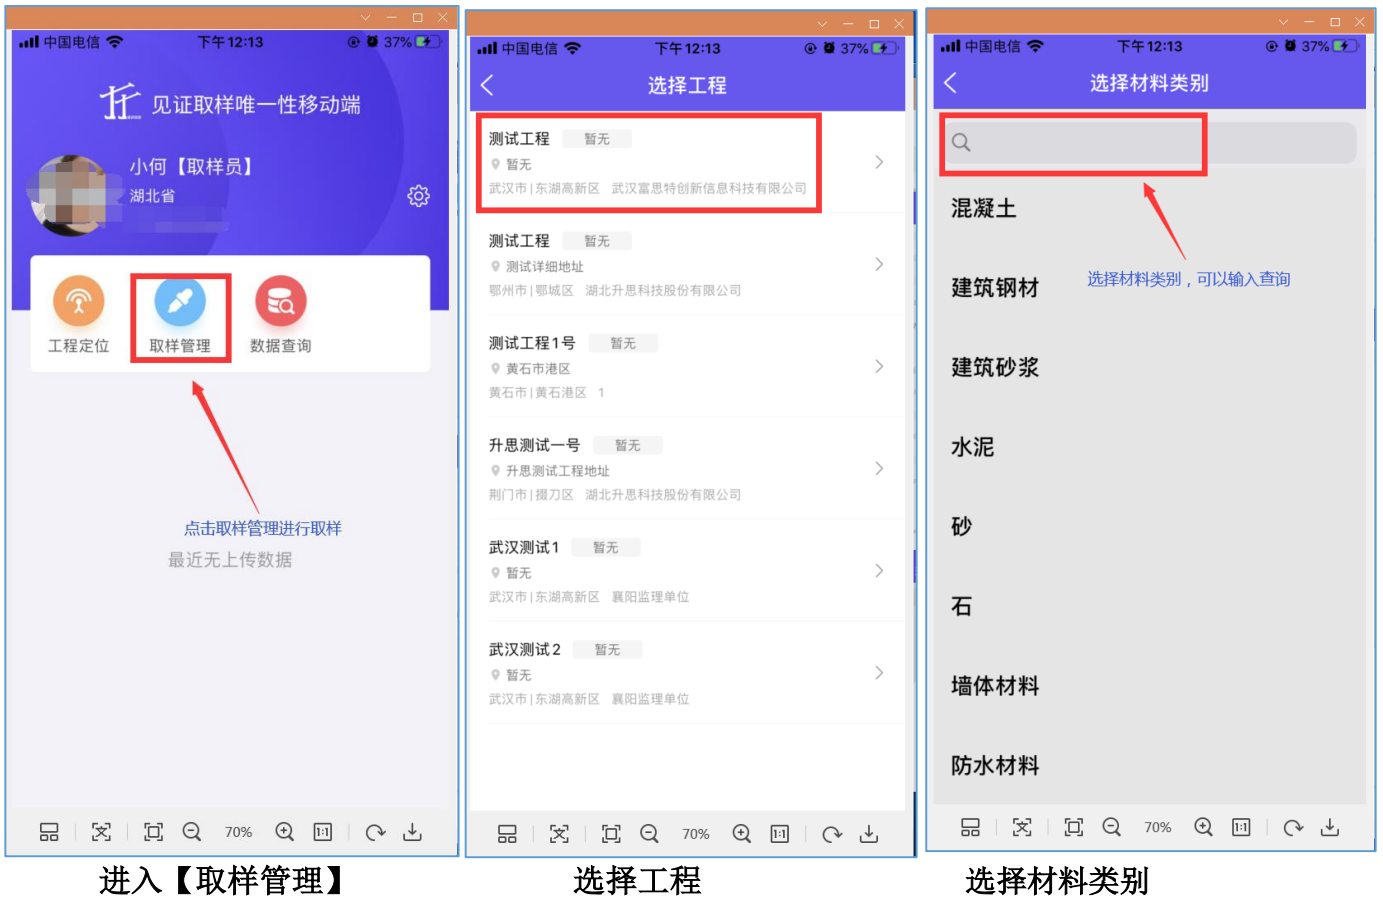 中国电信
下午12:13
37%
见证取样唯一性移动端
小何【取样员】
湖北省
工程定位
取样管理
数据查询
点击取样管理进行取样
最近无上传数据
70%
1:1
进入【取样管理】
中国电信
下午12:13
37%
选择工程
测试工程 暂无
暂无
武汉市|东湖高新区 武汉富思特创新信息科技有限公司
测试工程 暂无
测试详细地址
鄂州市|鄂城区 湖北升思科技股份有限公司
测试工程1号 暂无
黄石市港区
黄石市|黄石港区 1
升思测试一号 暂无
升思测试工程地址
荆门市|掇刀区 湖北升思科技股份有限公司
武汉测试1 暂无
暂无
武汉市|东湖高新区 襄阳监理单位
武汉测试2 暂无
暂无
武汉市|东湖高新区 襄阳监理单位
70%
1:1
选择工程
中国电信
下午12:13
37%
选择材料类别
选择材料类别，可以输入查询
混凝土
建筑钢材
建筑砂浆
水泥
砂
石
墙体材料
防水材料
70%
1:1
选择材料类别